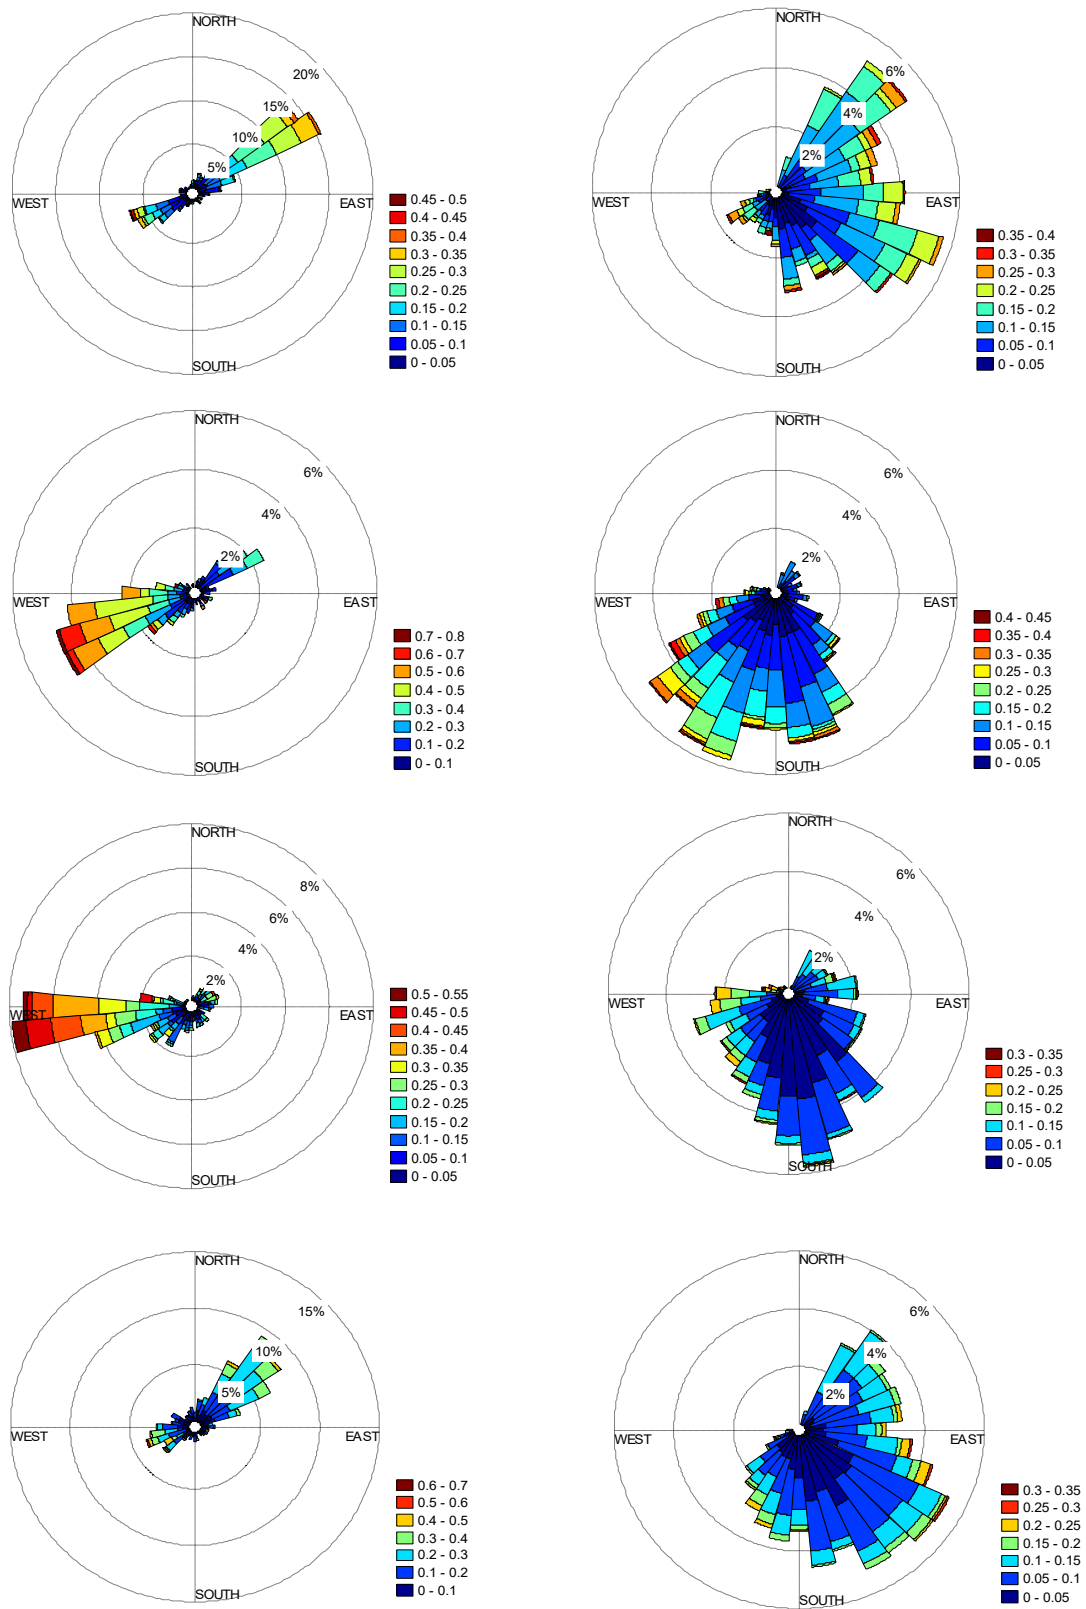 NORTH
20%
15%
10%
5%
WEST
EAST
SOUTH
0.45 - 0.5
0.4 - 0.45
0.35 - 0.4
0.3 - 0.35
0.25 - 0.3
0.2 - 0.25
0.15 - 0.2
0.1 - 0.15
0.05 - 0.1
0 - 0.05
NORTH
6%
4%
2%
WEST
EAST
SOUTH
0.35 - 0.4
0.3 - 0.35
0.25 - 0.3
0.2 - 0.25
0.15 - 0.2
0.1 - 0.15
0.05 - 0.1
0 - 0.05
NORTH
6%
4%
2%
WEST
EAST
SOUTH
0.7 - 0.8
0.6 - 0.7
0.5 - 0.6
0.4 - 0.5
0.3 - 0.4
0.2 - 0.3
0.1 - 0.2
0 - 0.1
NORTH
6%
4%
2%
WEST
EAST
SOUTH
0.4 - 0.45
0.35 - 0.4
0.3 - 0.35
0.25 - 0.3
0.2 - 0.25
0.15 - 0.2
0.1 - 0.15
0.05 - 0.1
0 - 0.05
NORTH
8%
6%
4%
2%
WEST
EAST
SOUTH
0.5 - 0.55
0.45 - 0.5
0.4 - 0.45
0.35 - 0.4
0.3 - 0.35
0.25 - 0.3
0.2 - 0.25
0.15 - 0.2
0.1 - 0.15
0.05 - 0.1
0 - 0.05
NORTH
6%
4%
2%
WEST
EAST
SOUTH
0.3 - 0.35
0.25 - 0.3
0.2 - 0.25
0.15 - 0.2
0.1 - 0.15
0.05 - 0.1
0 - 0.05
NORTH
15%
10%
5%
WEST
EAST
SOUTH
0.6 - 0.7
0.5 - 0.6
0.4 - 0.5
0.3 - 0.4
0.2 - 0.3
0.1 - 0.2
0 - 0.1
NORTH
6%
4%
2%
WEST
EAST
SOUTH
0.3 - 0.35
0.25 - 0.3
0.2 - 0.25
0.15 - 0.2
0.1 - 0.15
0.05 - 0.1
0 - 0.05